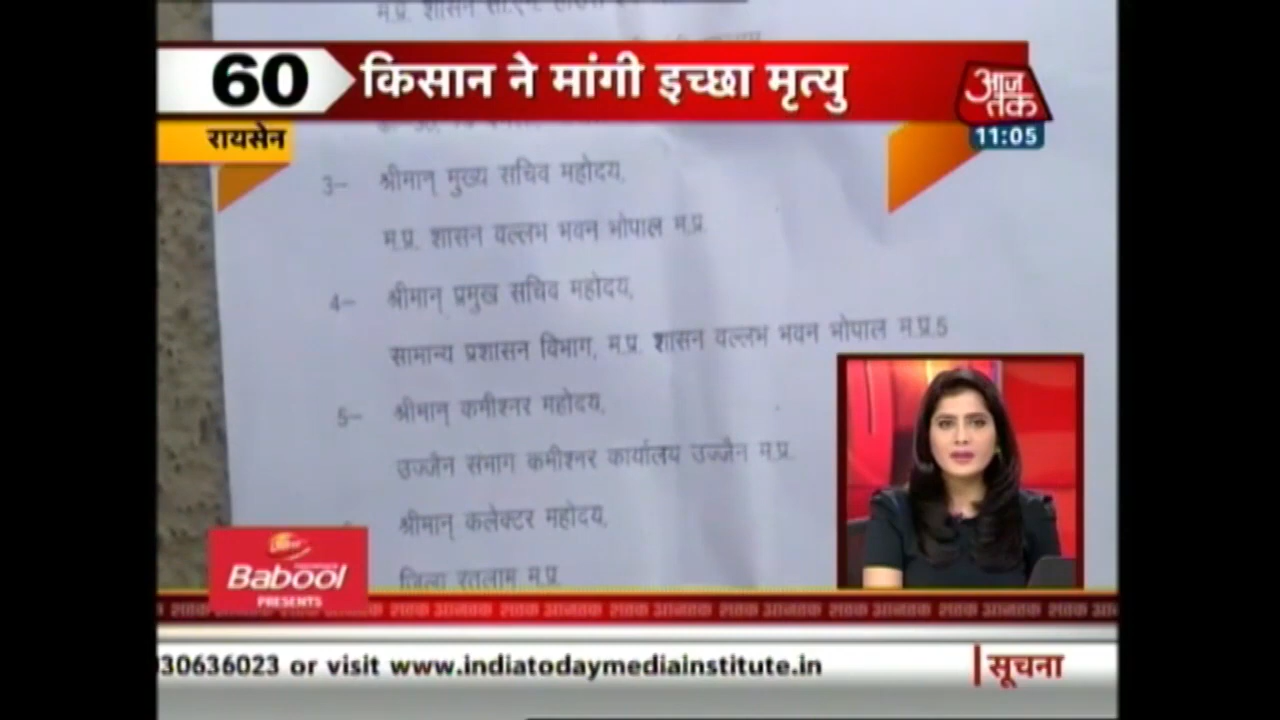 म.प्र. शासन
60
किसान ने मांगी इच्छा मृत्यु
आज तक
11:05
रायसेन
3– श्रीमान् मुख्य सचिव महोदय,
म.प्र. शासन वल्लभ भवन भोपाल म.प्र.
4– श्रीमान् प्रमुख सचिव महोदय,
सामान्य प्रशासन विभाग, म.प्र. शासन वल्लभ भवन भोपाल म.प्र.5
5– श्रीमान् कमीश्नर महोदय,
उज्जैन संभाग कमीश्नर कार्यालय उज्जैन म.प्र.
श्रीमान् कलेक्टर महोदय,
जिला रतलाम म.प्र.
Babool
PRESENTS
30636023 or visit www.indiatodaymediainstitute.in
सूचना